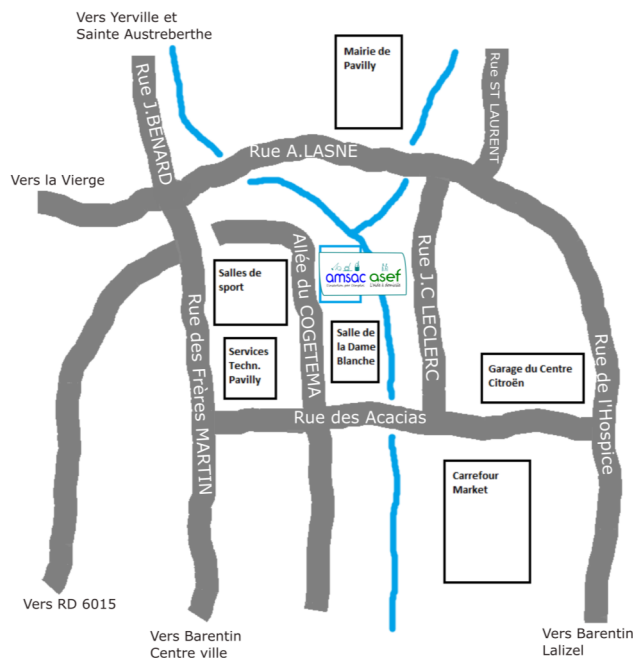 Vers Yerville et
Sainte Austreberthe
Mairie de
Pavilly
Rue J.BENARD
Rue ST LAURENT
Rue A.LASNE
Vers la Vierge
Allée du COGETEMA
Rue J.C LECLERC
Salles de
sport
amsac asef
Rue des Frères MARTIN
Services
Techn.
Pavilly
Salle de
la Dame
Blanche
Garage du Centre
Citroën
Rue de l'Hospice
Rue des Acacias
Carrefour
Market
Vers RD 6015
Vers Barentin
Centre ville
Vers Barentin
Lalizel